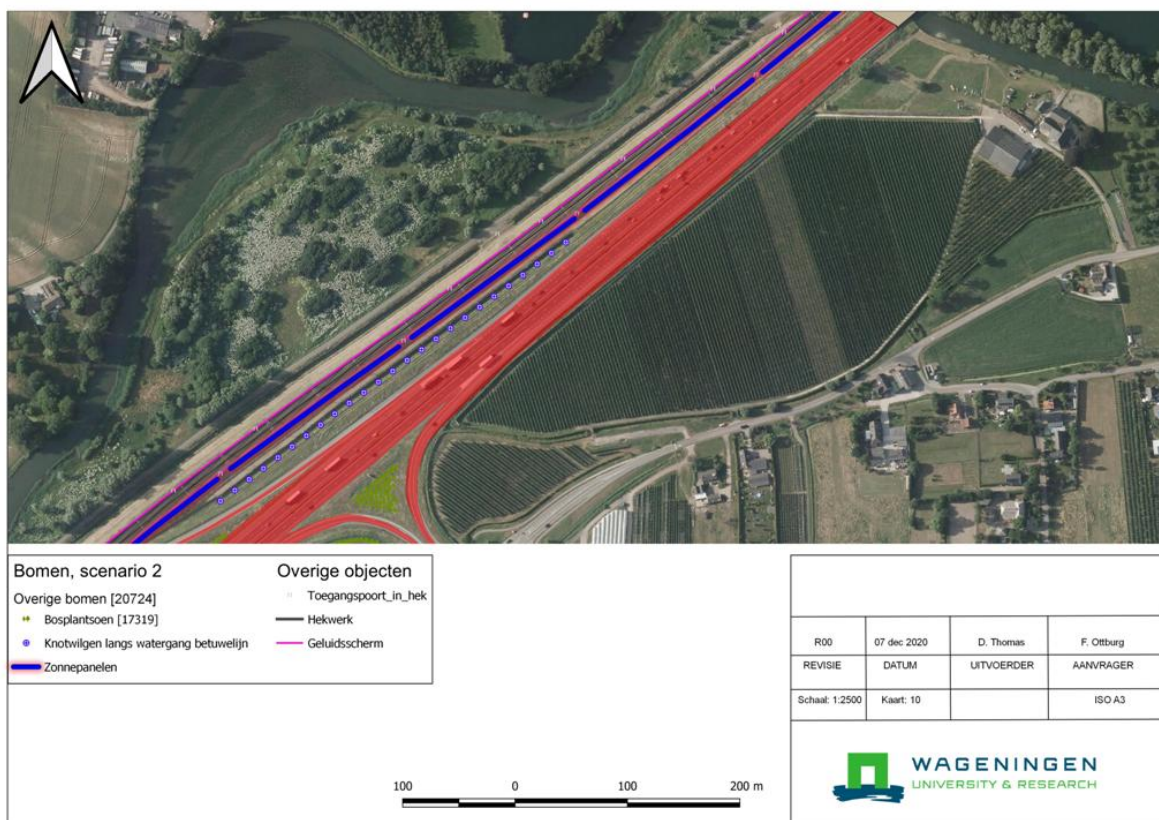 Bomen, scenario 2
Overige bomen [20724]
Bosplantsoen [17319]
Knotwilgen langs watergang betuwelijn
Zonnepanelen
Overige objecten
Toegangspoort_in_hek
Hekwerk
Geluidsscherm
100 0 100 200 m
R00 07 dec 2020 D. Thomas F. Ottburg
REVISIE DATUM UITVOERDER AANVRAGER
Schaal: 1:2500 Kaart: 10 ISO A3
WAGENINGEN
UNIVERSITY & RESEARCH